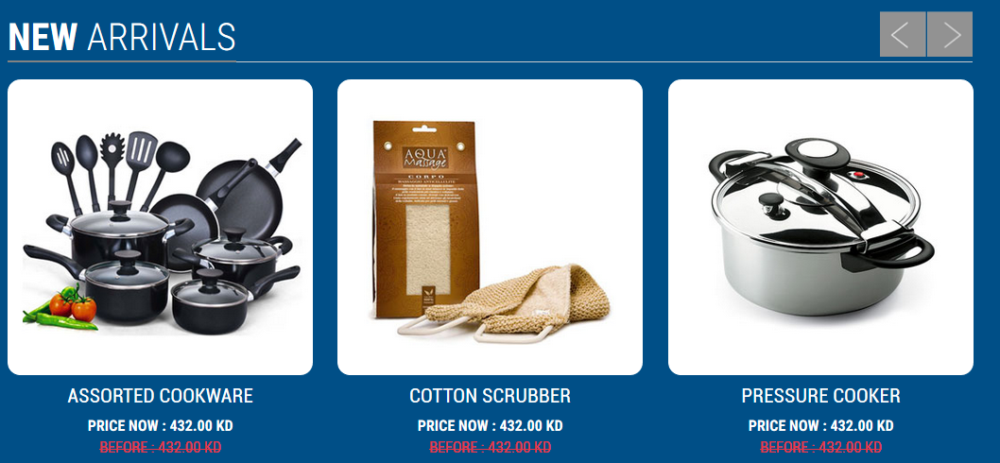 NEW ARRIVALS
AQUA
Massage
CORPO
MASSAGGIO ANTICELLULITE
ASSORTED COOKWARE
COTTON SCRUBBER
PRESSURE COOKER
PRICE NOW : 432.00 KD
PRICE NOW : 432.00 KD
PRICE NOW : 432.00 KD
BEFORE : 432.00 KD
BEFORE : 432.00 KD
BEFORE : 432.00 KD